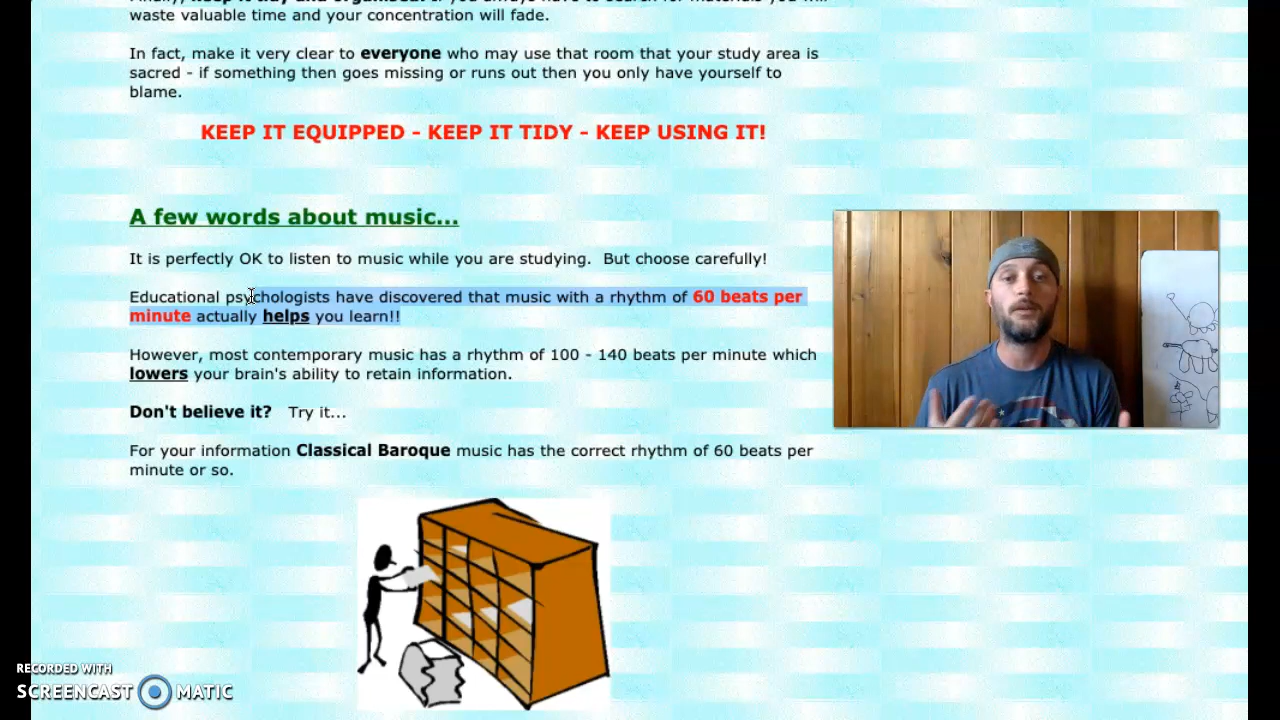 waste valuable time and your concentration will fade.
In fact, make it very clear to everyone who may use that room that your study area is
sacred - if something then goes missing or runs out then you only have yourself to
blame.
KEEP IT EQUIPPED - KEEP IT TIDY - KEEP USING IT!
A few words about music...
It is perfectly OK to listen to music while you are studying.  But choose carefully!
Educational psychologists have discovered that music with a rhythm of 60 beats per
minute actually helps you learn!!
However, most contemporary music has a rhythm of 100 - 140 beats per minute which
lowers your brain's ability to retain information.
Don't believe it?   Try it...
For your information Classical Baroque music has the correct rhythm of 60 beats per
minute or so.
RECORDED WITH
SCREENCAST MATIC